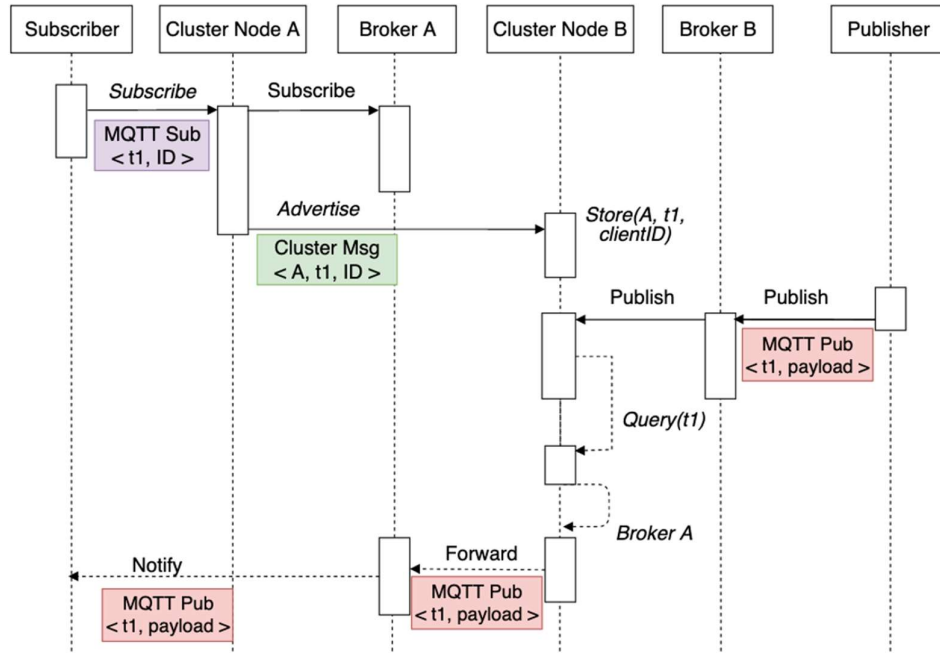 Subscriber
Cluster Node A
Broker A
Cluster Node B
Broker B
Publisher
Subscribe
Subscribe
MQTT Sub
< t1, ID >
Advertise
Store(A, t1,
clientID)
Cluster Msg
< A, t1, ID >
Publish
Publish
MQTT Pub
< t1, payload >
Query(t1)
Broker A
Forward
Notify
MQTT Pub
< t1, payload >
MQTT Pub
< t1, payload >